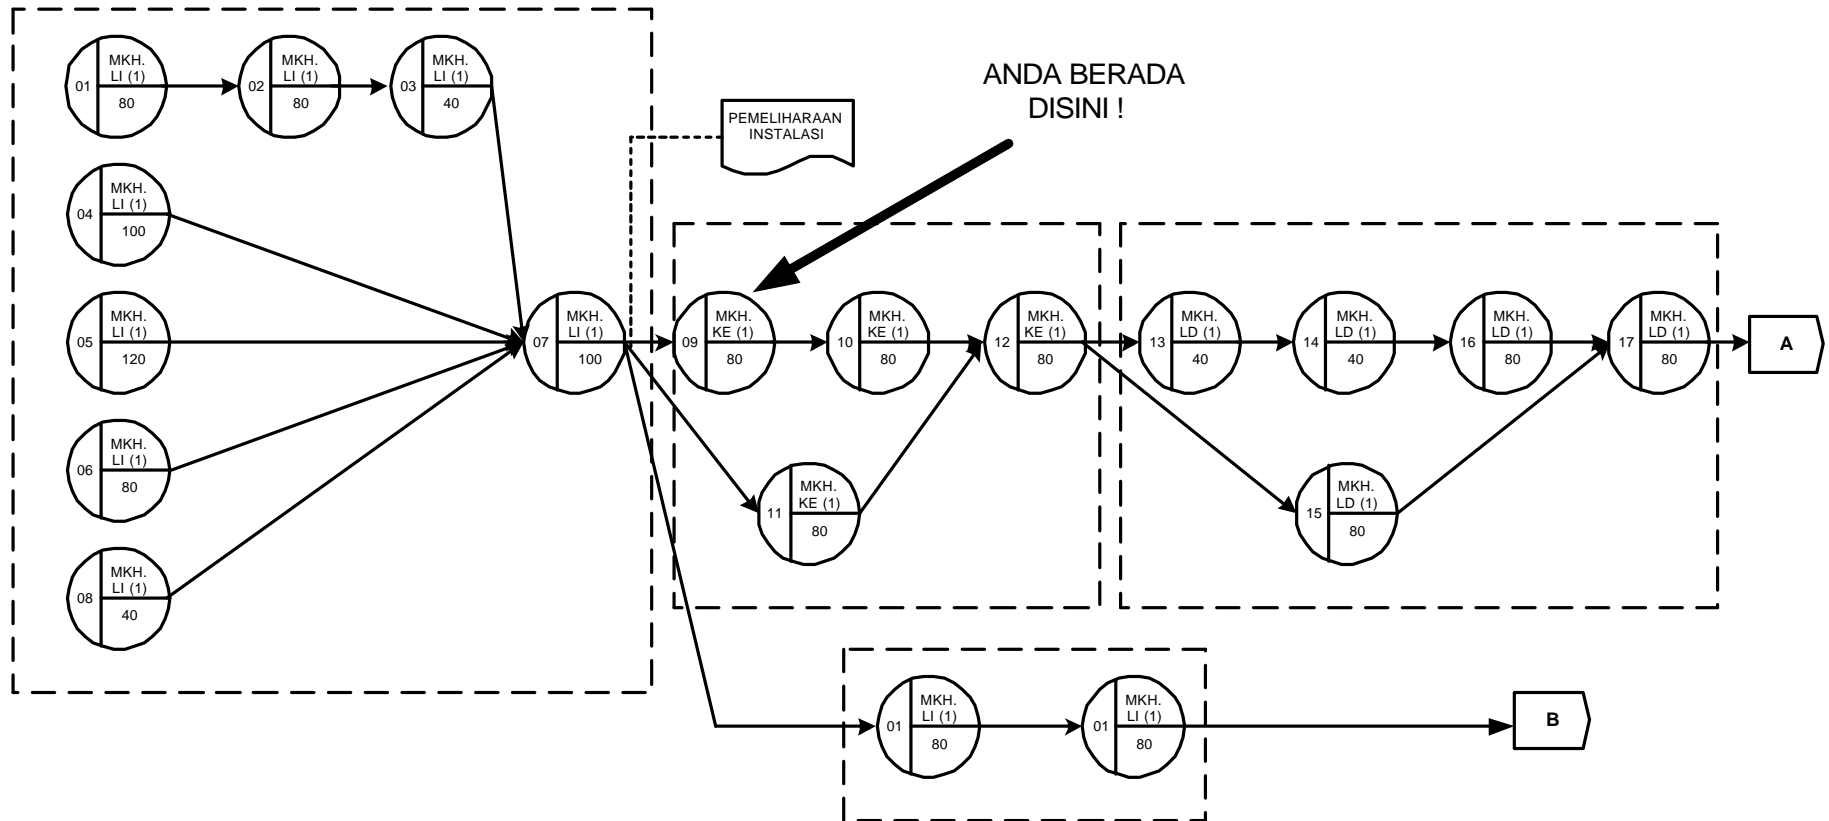 01
MKH.
LI (1)
80
02
MKH.
LI (1)
80
03
MKH.
LI (1)
40
ANDA BERADA
DISINI !
PEMELIHARAAN
INSTALASI
04
MKH.
LI (1)
100
05
MKH.
LI (1)
120
06
MKH.
LI (1)
80
08
MKH.
LI (1)
40
07
MKH.
LI (1)
100
09
MKH.
KE (1)
80
10
MKH.
KE (1)
80
11
MKH.
KE (1)
80
12
MKH.
KE (1)
80
13
MKH.
LD (1)
40
14
MKH.
LD (1)
40
16
MKH.
LD (1)
80
17
MKH.
LD (1)
80
A
15
MKH.
LD (1)
80
01
MKH.
LI (1)
80
01
MKH.
LI (1)
80
B